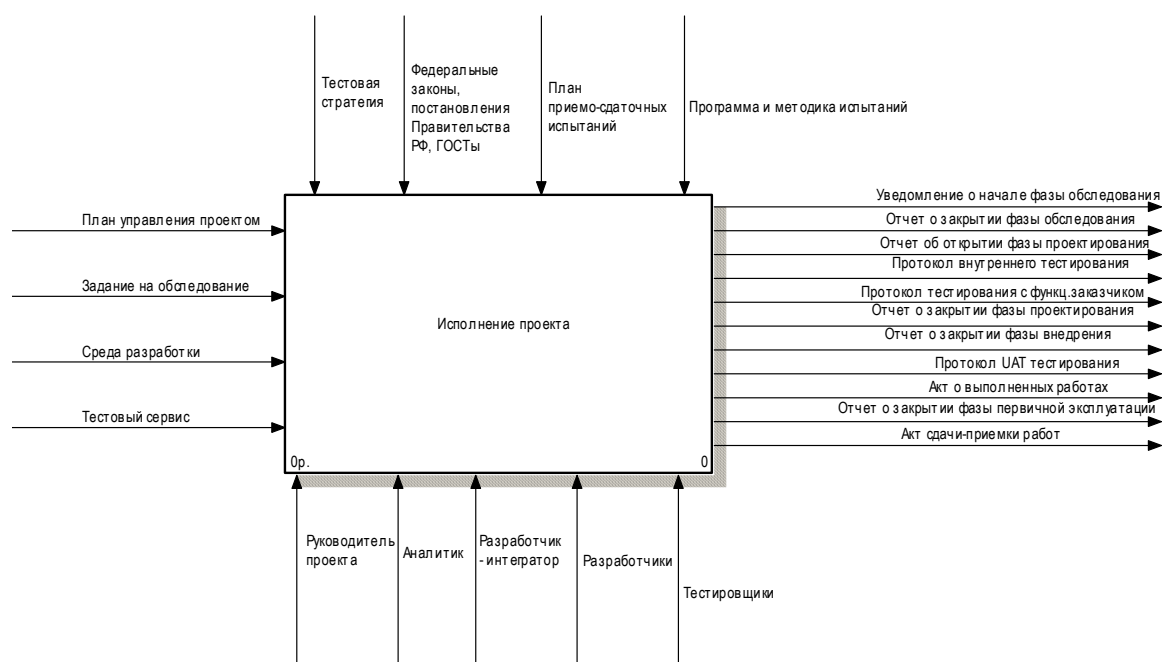 Тестовая
стратегия
Федеральные
законы,
постановления
Правительства
РФ, ГОСТы
План
приемо-сдаточных
испытаний
Программа и методика испытаний
План управления проектом
Задание на обследование
Среда разработки
Тестовый сервис
Исполнение проекта
0р.
0
Уведомление о начале фазы обследования
Отчет о закрытии фазы обследования
Отчет об открытии фазы проектирования
Протокол внутреннего тестирования
Протокол тестирования с функц.заказчиком
Отчет о закрытии фазы проектирования
Отчет о закрытии фазы внедрения
Протокол UAT тестирования
Акт о выполненных работах
Отчет о закрытии фазы первичной эксплуатации
Акт сдачи-приемки работ
Руководитель
проекта
Аналитик
Разработчик
- интегратор
Разработчики
Тестировщики